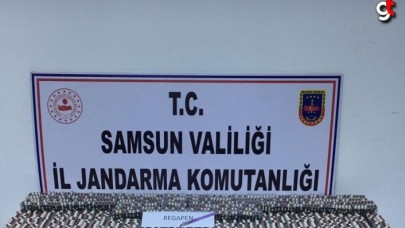 T.C.
SAMSUN VALİLİĞİ
İL JANDARMA KOMUTANLIĞI
REGAPEN